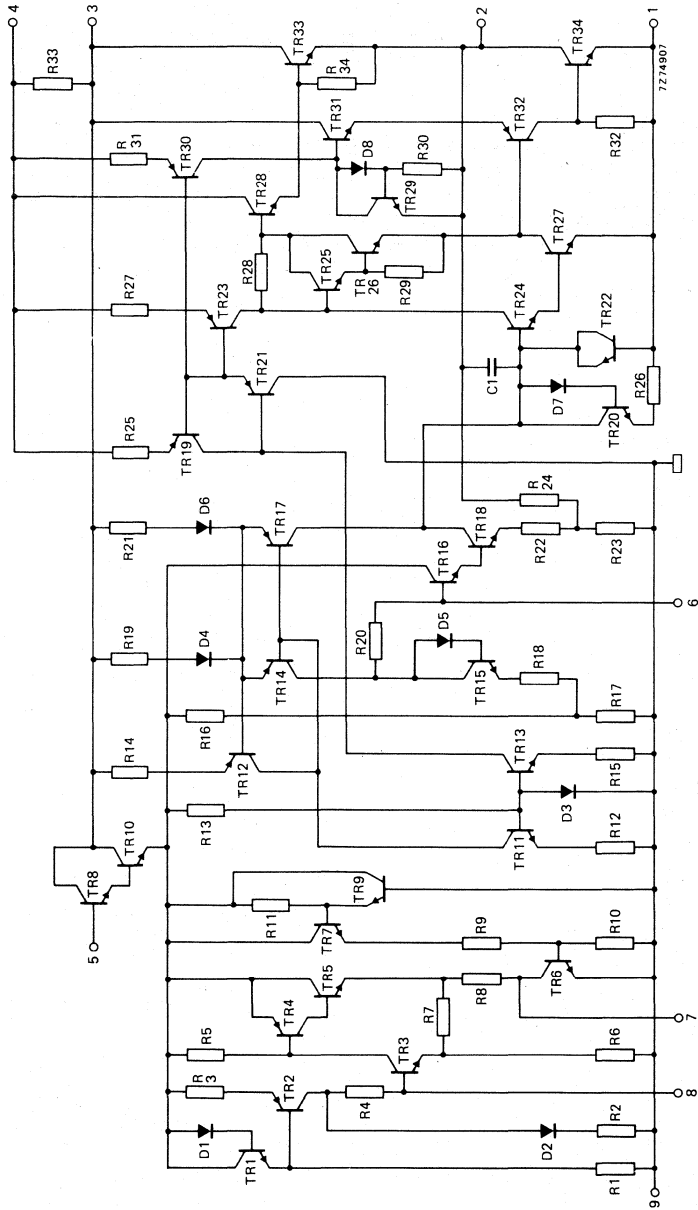 4
3
2
1
R33
TR33
R
34
TR34
7Z74907
R
31
TR30
TR31
D8
R30
TR29
TR32
R32
TR28
R28
TR25
TR
26
R29
TR27
R27
TR23
TR24
TR22
TR21
C1
D7
TR20
R26
R25
TR19
R21
D6
TR17
R
24
TR18
R22
R23
TR16
6
R19
D4
TR14
R20
D5
TR15
R18
R17
R16
R14
TR12
R13
TR13
R15
D3
TR11
R12
TR10
TR8
5
R11
TR9
TR7
R9
R10
TR6
TR5
TR4
R8
7
R7
R5
TR3
R6
R
3
TR2
R4
8
D1
TR1
D2
R2
R1
9